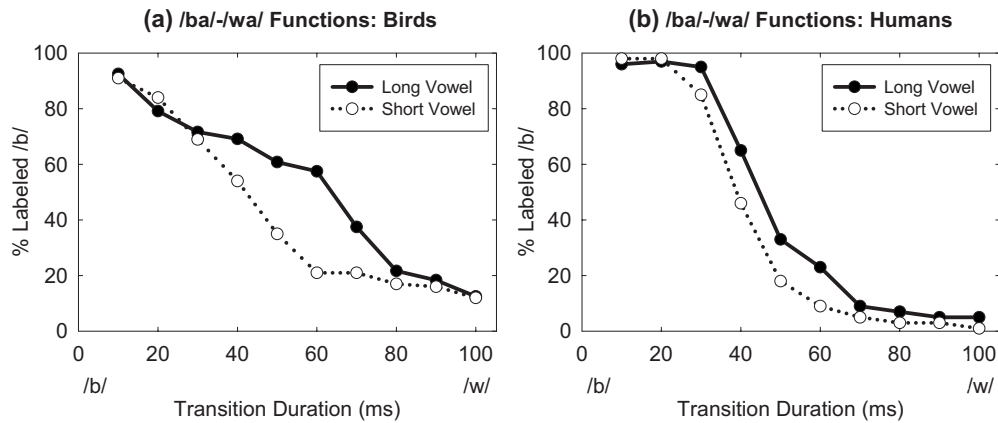 (a) /ba/-/wa/ Functions: Birds
100
80
60
40
20
0
% Labeled /b/
Long Vowel
Short Vowel
0 20 40 60 80 100
/b/ /w/
Transition Duration (ms)
(b) /ba/-/wa/ Functions: Humans
100
80
60
40
20
0
% Labeled /b/
Long Vowel
Short Vowel
0 20 40 60 80 100
/b/ /w/
Transition Duration (ms)